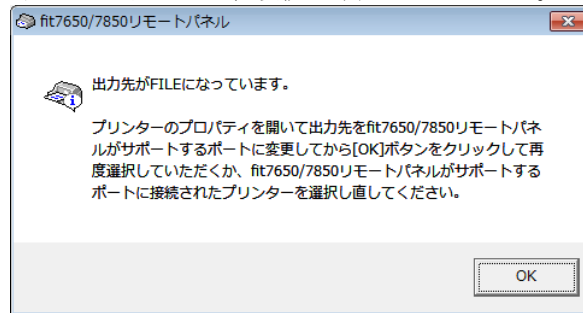 fit7650/7850リモートパネル
出力先がFILEになっています。
プリンターのプロパティを開いて出力先をfit7650/7850リモートパネ
ルがサポートするポートに変更してから[OK]ボタンをクリックして再
度選択していただくか、fit7650/7850リモートパネルがサポートする
ポートに接続されたプリンターを選択し直してください。
OK